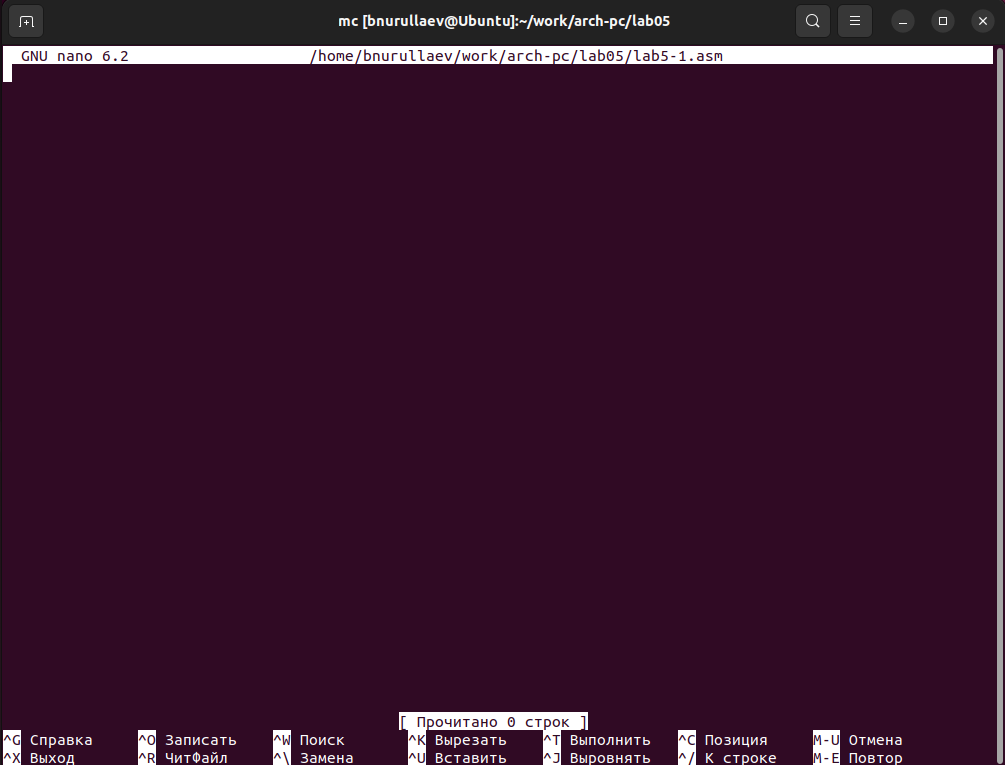 mc [bnurullaev@Ubuntu]:~/work/arch-pc/lab05
GNU nano 6.2 /home/bnurullaev/work/arch-pc/lab05/lab5-1.asm
[ Прочитано 0 строк ]
^G Справка ^O Записать ^W Поиск ^K Вырезать ^T Выполнить ^C Позиция M-U Отмена
^X Выход ^R ЧитФайл ^\ Замена ^U Вставить ^J Выровнять ^/ К строке M-E Повтор